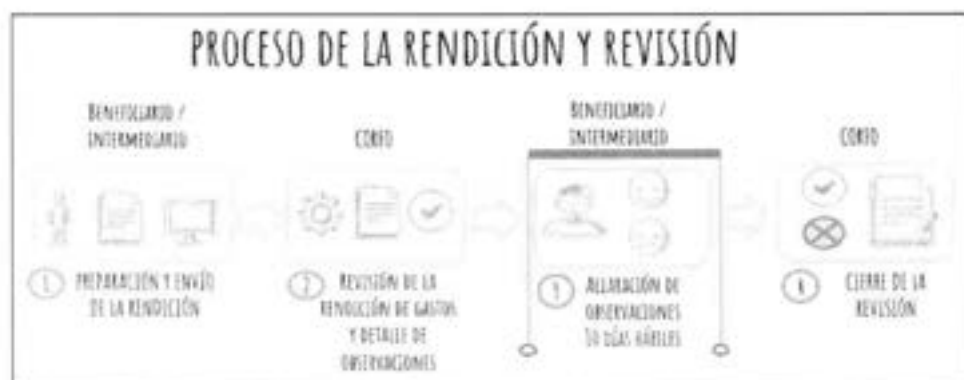 PROCESO DE LA RENDICIÓN Y REVISIÓN
BENEFICIARIO /
INTERMEDIARIO
CORFO
BENEFICIARIO /
INTERMEDIARIO
CORFO
1 PREPARACIÓN Y ENVÍO
DE LA RENDICIÓN
2 REVISIÓN DE LA
RENDICIÓN DE GASTOS
Y DETALLE DE
OBSERVACIONES
3 ACLARACIÓN DE
OBSERVACIONES
DÍAS HÁBILES
4 CIERRE DE LA
REVISIÓN